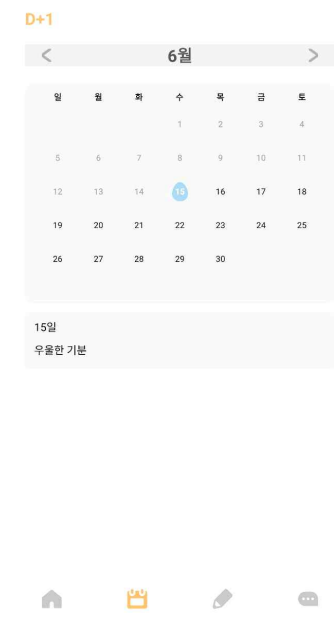 D+1
6월
일 월 화 수 목 금 토
1 2 3 4
5 6 7 8 9 10 11
12 13 14 15 16 17 18
19 20 21 22 23 24 25
26 27 28 29 30
15일
우울한 기분